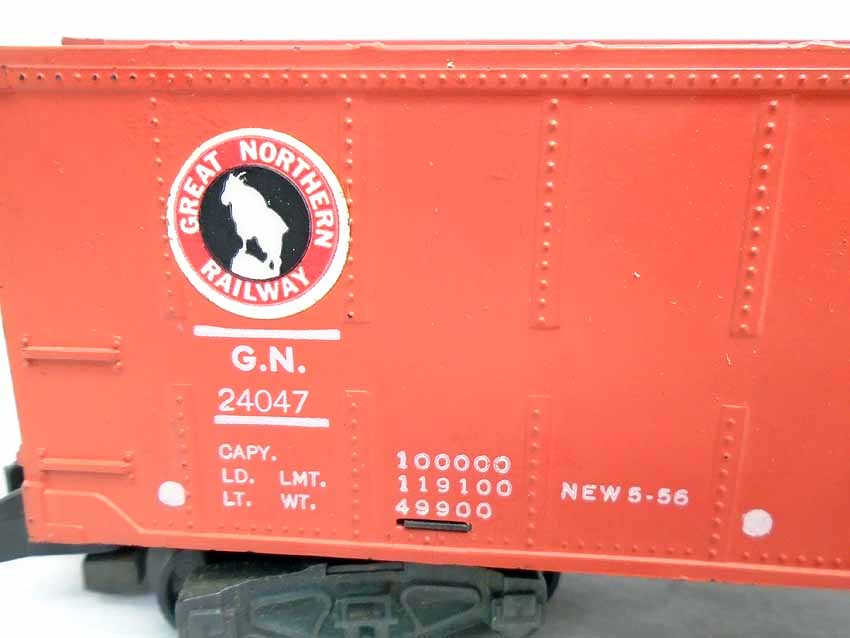 GREAT NORTHERN
RAILWAY
G.N.
24047
CAPY. 100000
LD. LMT. 119100
LT. WT. 49900
NEW 5-56